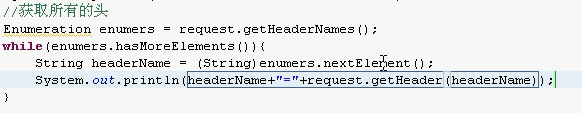 //获取所有的头
Enumeration enumers = request.getHeaderNames();
while(enumers.hasMoreElements()){
String headerName = (String)enumers.nextElement();
System.out.println(headerName+"="+request.getHeader(headerName));
}